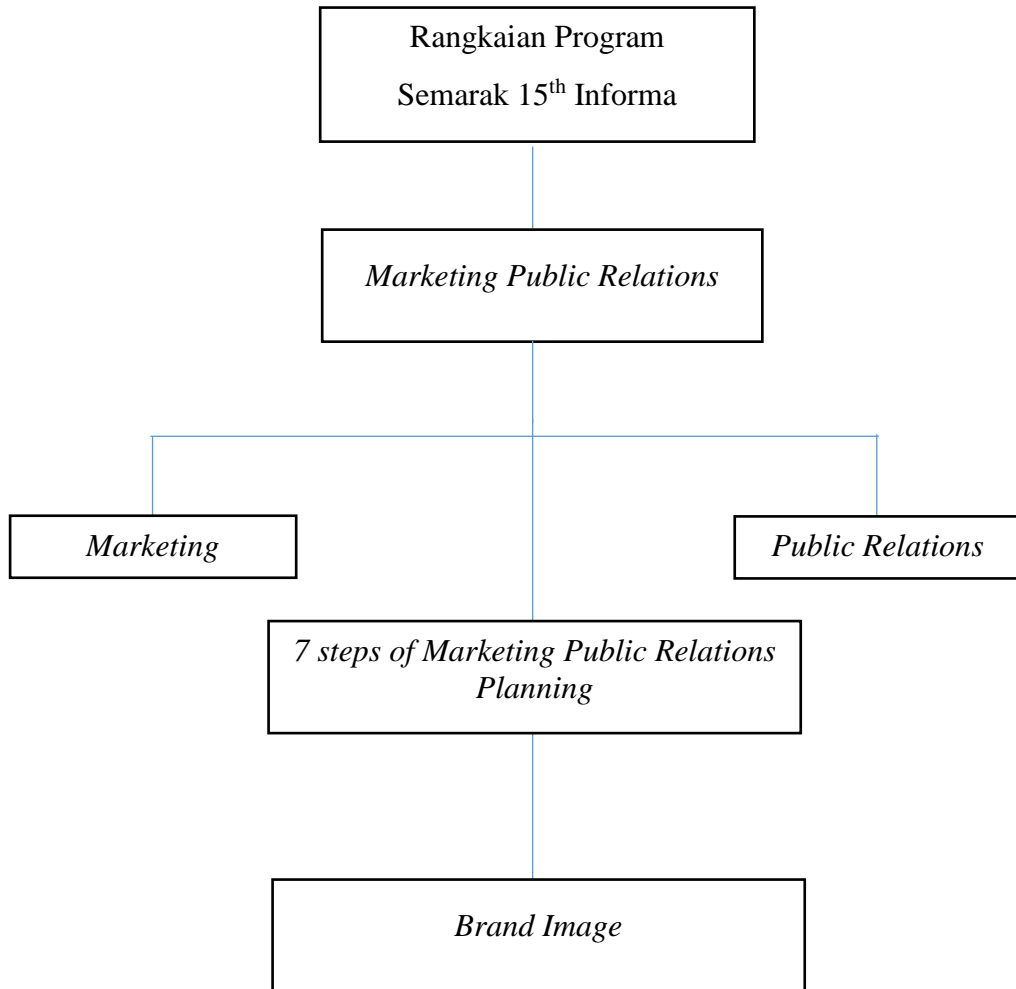 Rangkaian Program
Semarak 15th Informa
Marketing Public Relations
Marketing
Public Relations
7 steps of Marketing Public Relations
Planning
Brand Image